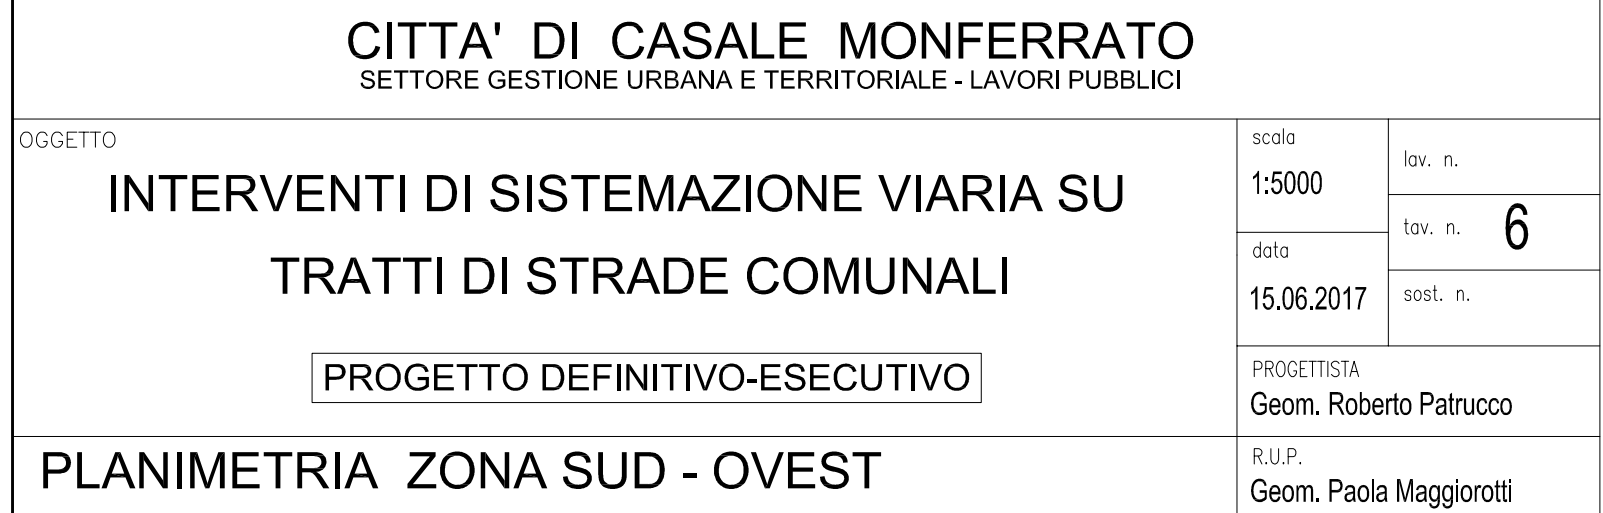 CITTA' DI CASALE MONFERRATO
SETTORE GESTIONE URBANA E TERRITORIALE - LAVORI PUBBLICI
OGGETTO
INTERVENTI DI SISTEMAZIONE VIARIA SU
TRATTI DI STRADE COMUNALI
PROGETTO DEFINITIVO-ESECUTIVO
PLANIMETRIA ZONA SUD - OVEST
scala
1:5000
data
15.06.2017
lav. n.
tav. n. 6
sost. n.
PROGETTISTA
Geom. Roberto Patrucco
R.U.P.
Geom. Paola Maggiorotti